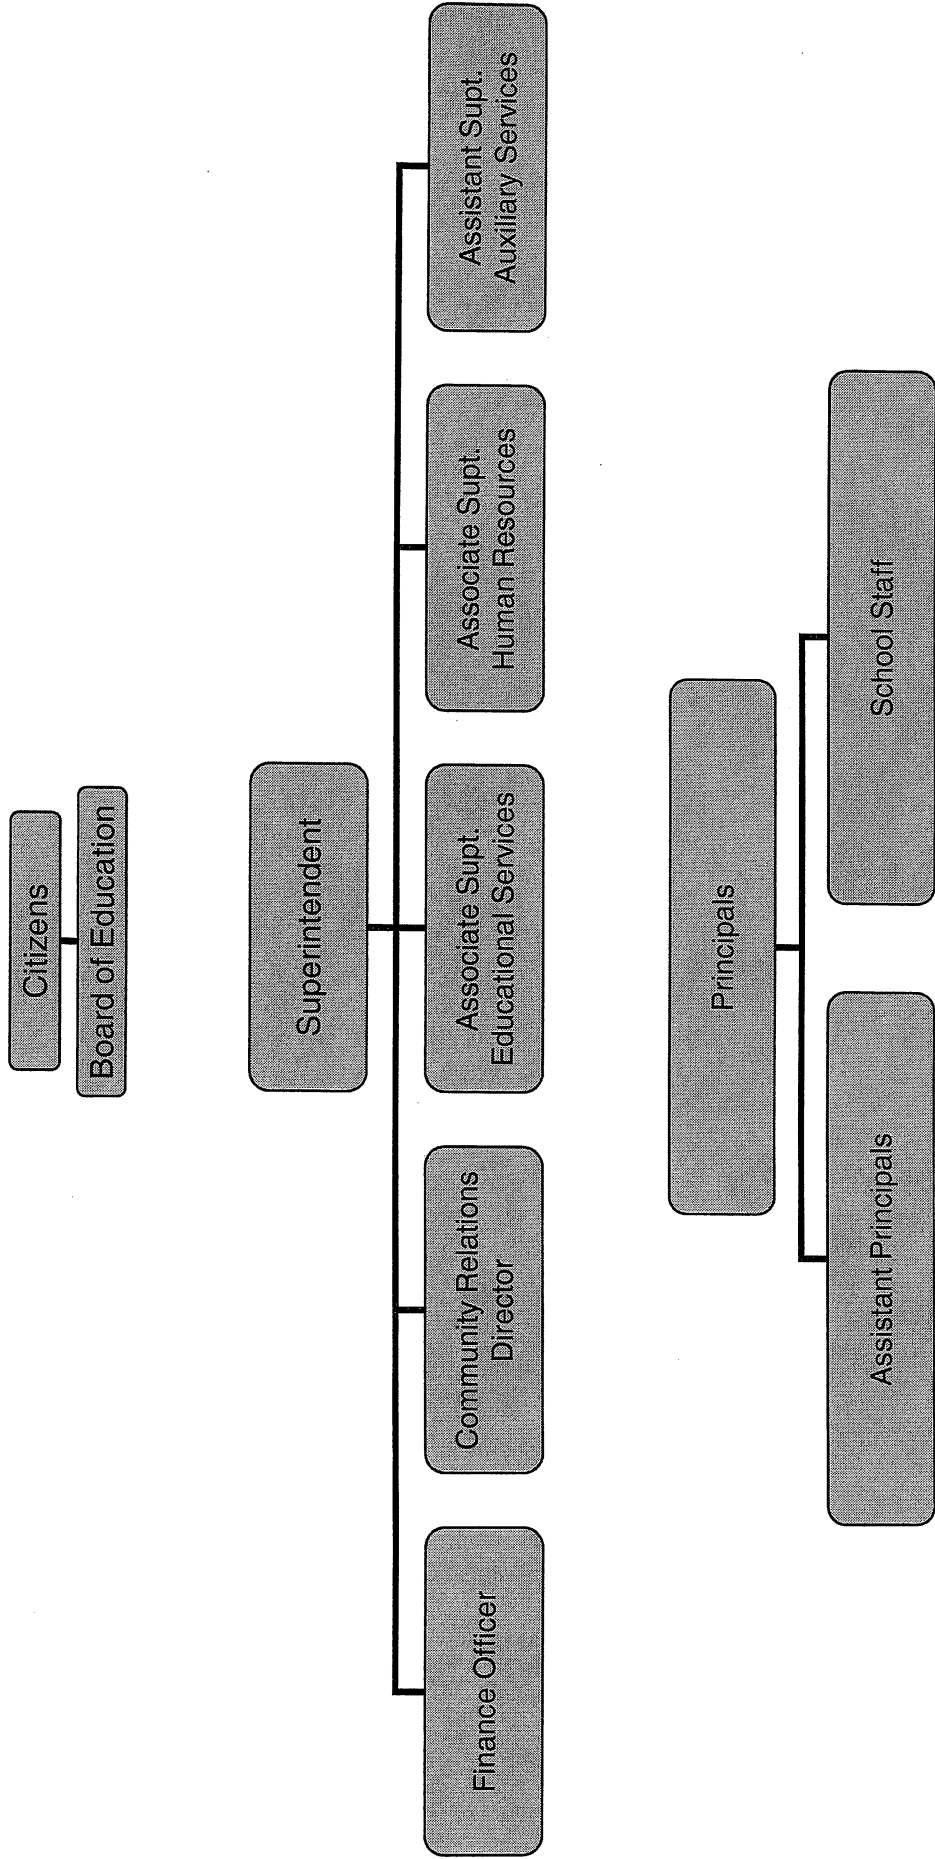 Citizens
Board of Education
Superintendent
Finance Officer
Community Relations
Director
Associate Supt.
Educational Services
Associate Supt.
Human Resources
Assistant Supt.
Auxiliary Services
Principals
Assistant Principals
School Staff